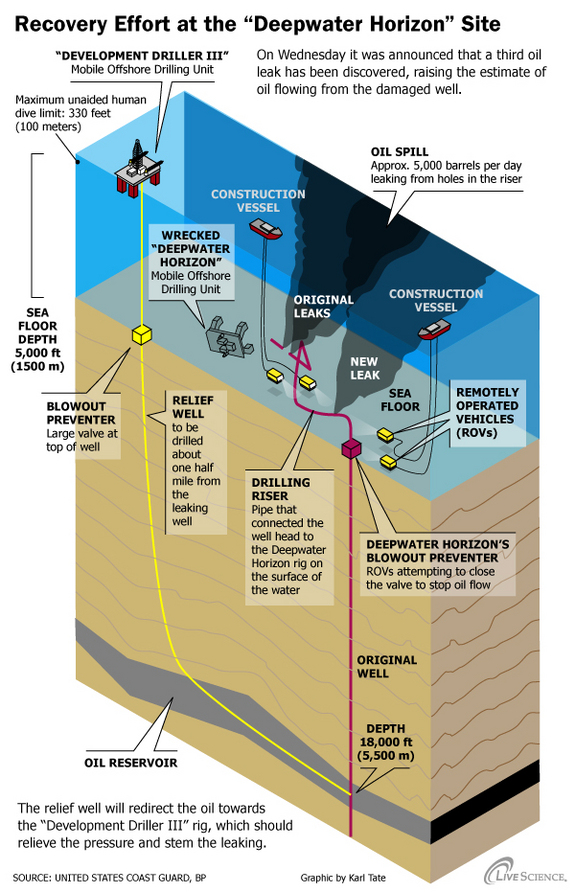 Recovery Effort at the “Deepwater Horizon” Site
“DEVELOPMENT DRILLER III”
Mobile Offshore Drilling Unit
On Wednesday it was announced that a third oil
leak has been discovered, raising the estimate of
oil flowing from the damaged well.
Maximum unaided human
dive limit: 330 feet
(100 meters)
OIL SPILL
Approx. 5,000 barrels per day
leaking from holes in the riser
CONSTRUCTION
VESSEL
WRECKED
“DEEPWATER
HORIZON”
Mobile Offshore
Drilling Unit
ORIGINAL
LEAKS
CONSTRUCTION
VESSEL
SEA
FLOOR
DEPTH
5,000 ft
(1500 m)
NEW
LEAK
SEA
FLOOR
REMOTELY
OPERATED
VEHICLES
(ROVs)
BLOWOUT
PREVENTER
Large valve at
top of well
RELIEF
WELL
to be
drilled
about
one half
mile from
the
leaking
well
DRILLING
RISER
Pipe that
connected the
well head to
the Deepwater
Horizon rig on
the surface of
the water
DEEPWATER HORIZON’S
BLOWOUT PREVENTER
ROVs attempting to close
the valve to stop oil flow
ORIGINAL
WELL
DEPTH
18,000 ft
(5,500 m)
OIL RESERVOIR
The relief well will redirect the oil towards
the “Development Driller III” rig, which should
relieve the pressure and stem the leaking.
SOURCE: UNITED STATES COAST GUARD, BP
Graphic by Karl Tate
LIVESCIENCE.